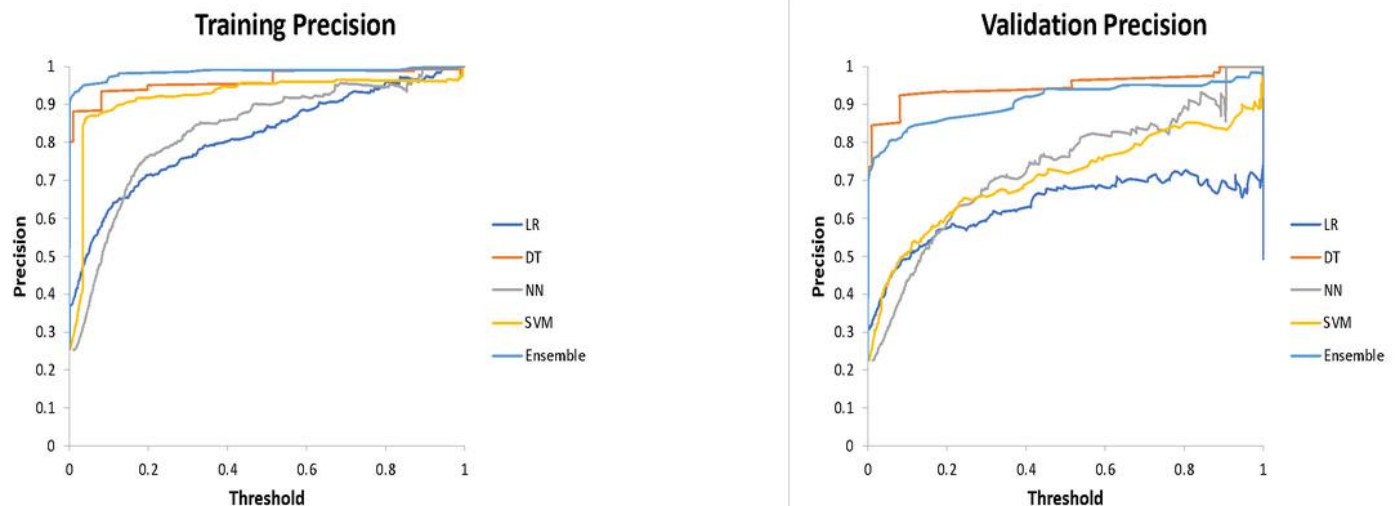 Training Precision
1
0.9
0.8
0.7
0.6
0.5
0.4
0.3
0.2
0.1
0
Precision
0 0.2 0.4 0.6 0.8 1
Threshold
LR
DT
NN
SVM
Ensemble
Validation Precision
1
0.9
0.8
0.7
0.6
0.5
0.4
0.3
0.2
0.1
0
Precision
0 0.2 0.4 0.6 0.8 1
Threshold
LR
DT
NN
SVM
Ensemble